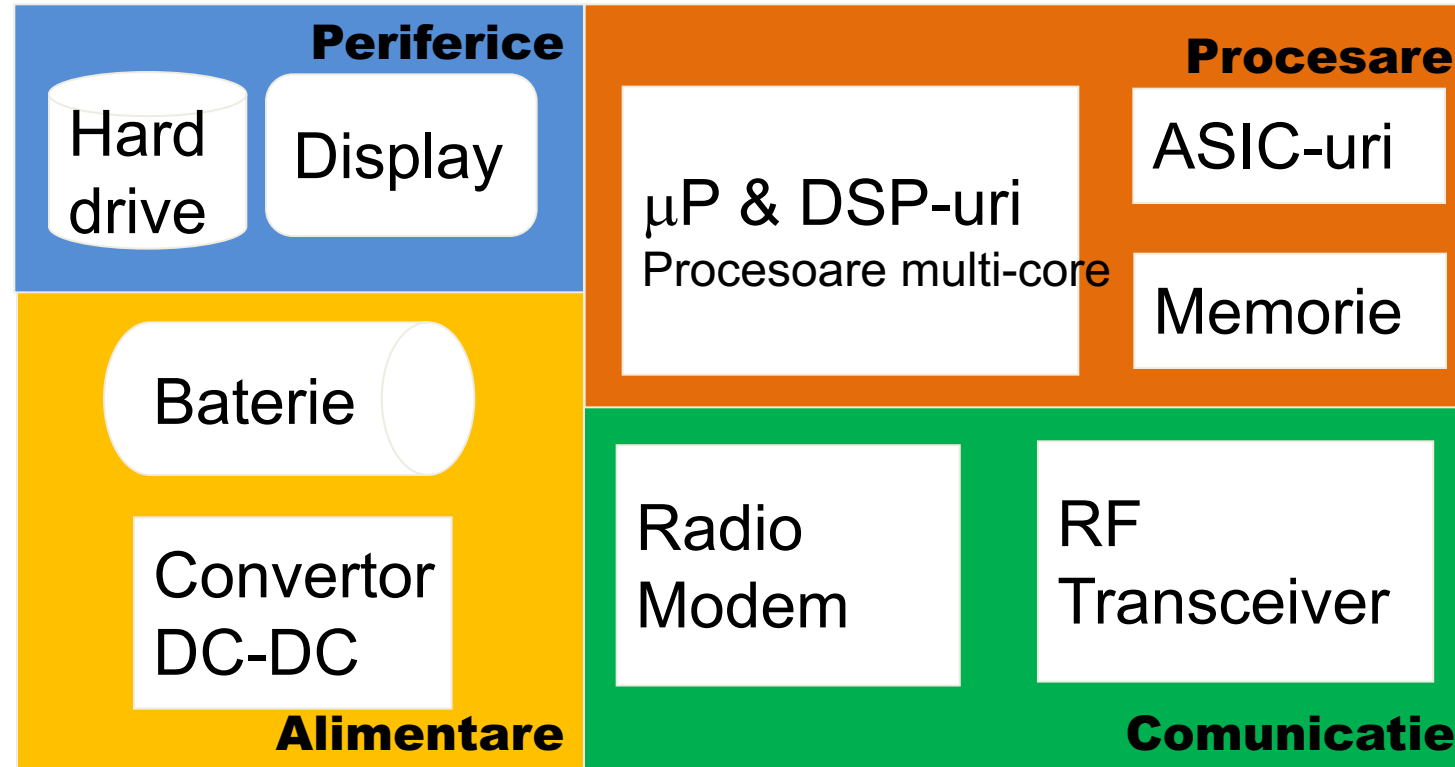 Periferice
Hard
drive
Display
Procesare
μP & DSP-uri
Procesoare multi-core
ASIC-uri
Memorie
Baterie
Convertor
DC-DC
Alimentare
Radio
Modem
RF
Transceiver
Comunicatie